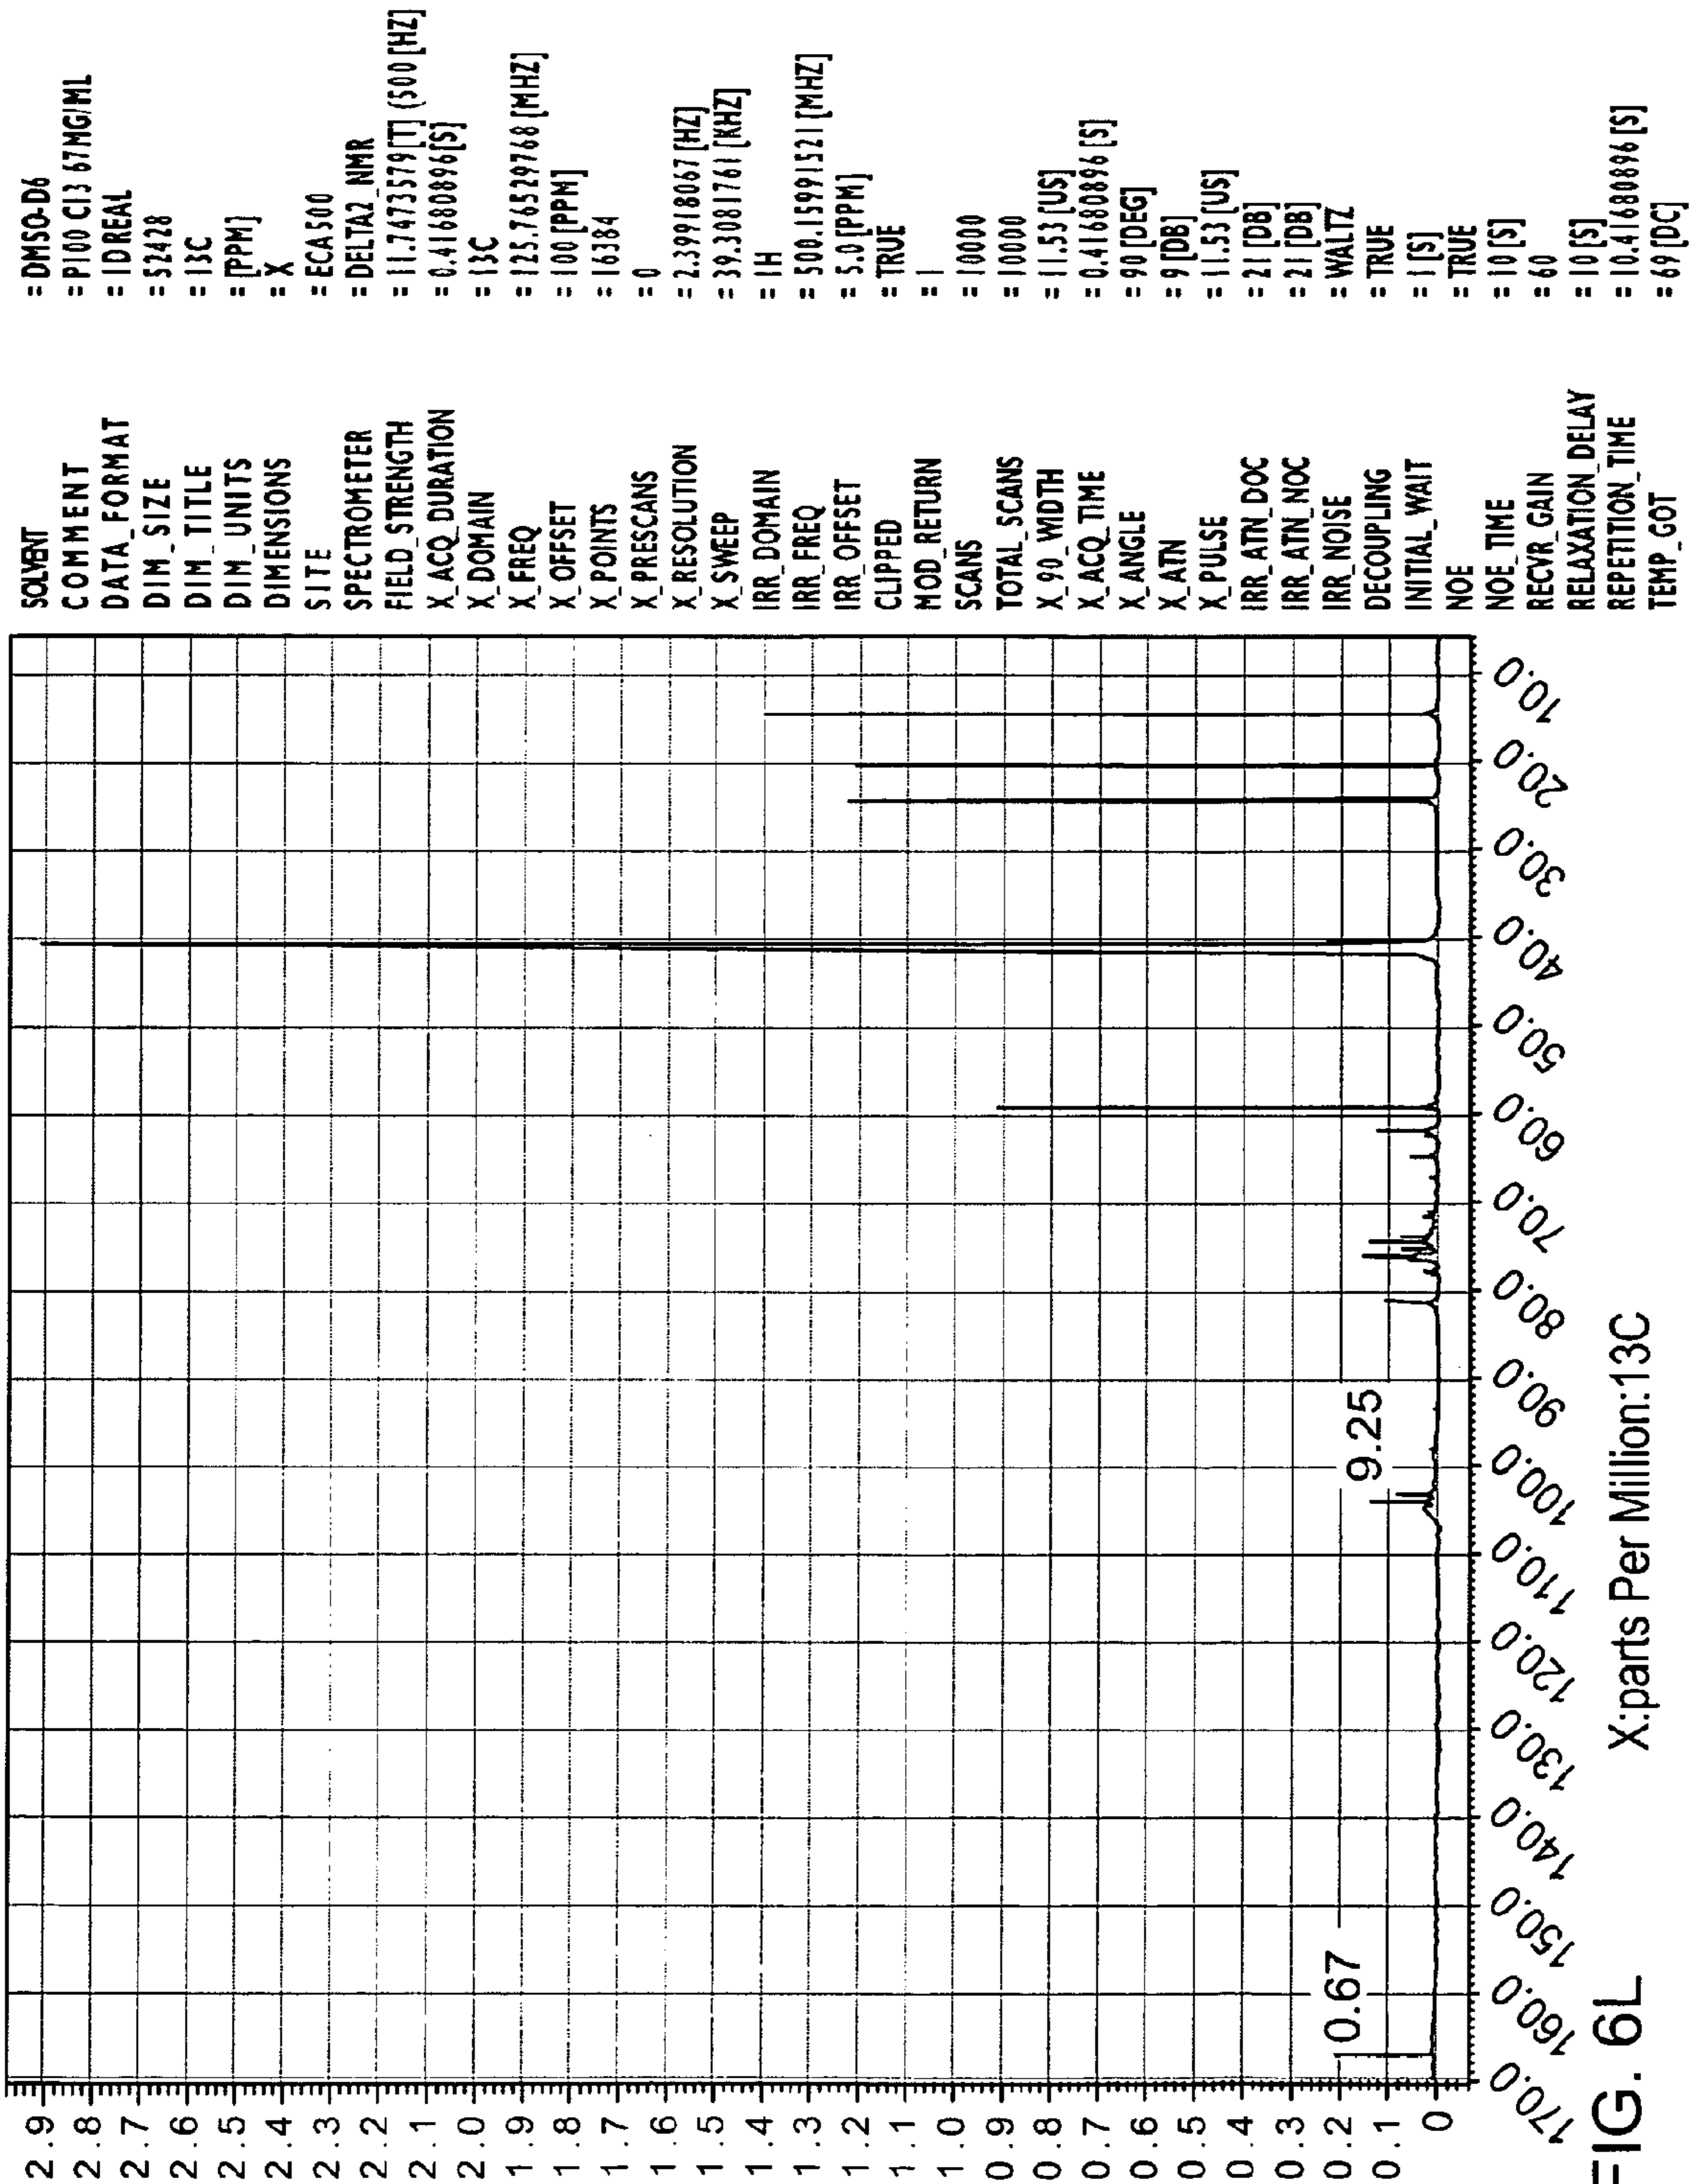 SOLVENT = DMSO-D6
COMMENT = P100 C13 67MG/ML
DATA_FORMAT = 1DREAL
DIM_SIZE = 52428
DIM_TITLE = 13C
DIM_UNITS = [PPM]
DIMENSIONS = X
SITE = ECA500
SPECTROMETER = DELTA2_NMR
FIELD_STRENGTH = 11.7473579[T] (500[HZ]
X_ACQ_DURATION = 0.41680896[S]
X_DOMAIN = 13C
X_FREQ = 125.76529768[MHZ]
X_OFFSET = 100[PPM]
X_POINTS = 16384
X_PRESCANS = 0
X_RESOLUTION = 2.39918067[HZ]
X_SWEEP = 39.3081761[KHZ]
IRR_DOMAIN = 1H
IRR_FREQ = 500.15991521[MHZ]
IRR_OFFSET = 5.0[PPM]
CLIPPED = TRUE
MOD_RETURN = 1
SCANS = 10000
TOTAL_SCANS = 10000
X_90_WIDTH = 11.53[US]
X_ACQ_TIME = 0.41680896[S]
X_ANGLE = 90[DEG]
X_ATN = 9[DB]
X_PULSE = 11.53[US]
IRR_ATN_DOC = 21[DB]
IRR_ATN_NOC = 21[DB]
IRR_NOISE = WALTZ
DECOUPLING = TRUE
INITIAL_WAIT = 1[S]
NOE = TRUE
NOE_TIME = 10[S]
RECVR_GAIN = 60
RELAXATION_DELAY = 10[S]
REPETITION_TIME = 10.41680896[S]
TEMP_GOT = 69[DC]
2.9
2.8
2.7
2.6
2.5
2.4
2.3
2.2
2.1
2.0
1.9
1.8
1.7
1.6
1.5
1.4
1.3
1.2
1.1
1.0
0.9
0.8
0.7
0.6
0.5
0.4
0.3
0.2
0.1
0
0.67
9.25
170.0 160.0 150.0 140.0 130.0 120.0 110.0 100.0 90.0 80.0 70.0 60.0 50.0 40.0 30.0 20.0 10.0
X:parts Per Million:13C
FIG. 6L